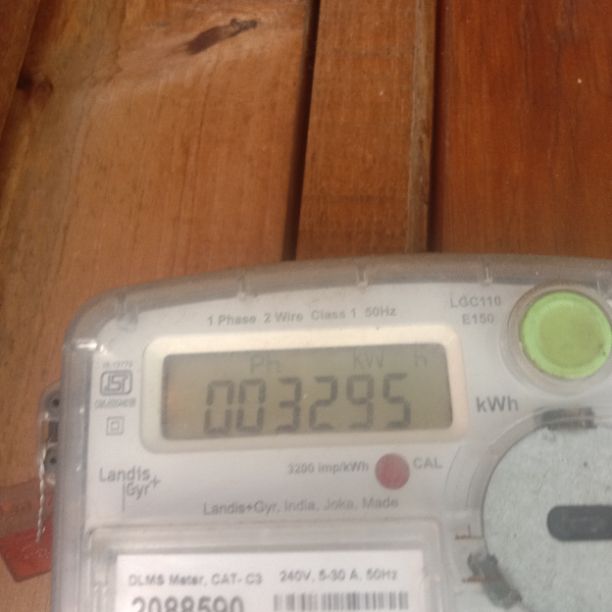 1 Phase 2 Wire Class 1 50Hz
LGC110
E150
Ph kW h
003295
kWh
3200 imp/kWh
CAL
Landis
Gyr+
Landis+Gyr, India, Joka, Made
DLMS Meter, CAT- C3 240V, 5-30 A, 50Hz
2088590